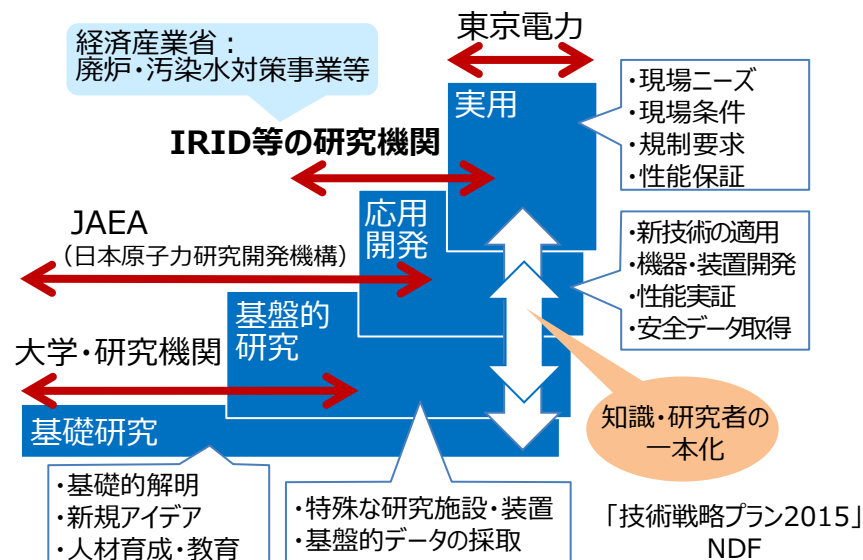 東京電力
経済産業省：
廃炉・汚染水対策事業等
実用
・現場ニーズ
・現場条件
・規制要求
・性能保証
IRID等の研究機関
応用
開発
JAEA
（日本原子力研究開発機構）
・新技術の適用
・機器・装置開発
・性能実証
・安全データ取得
基盤的
研究
大学・研究機関
知識・研究者の
一本化
基礎研究
・基礎的解明
・新規アイデア
・人材育成・教育
・特殊な研究施設・装置
・基盤的データの採取
「技術戦略プラン2015」
NDF